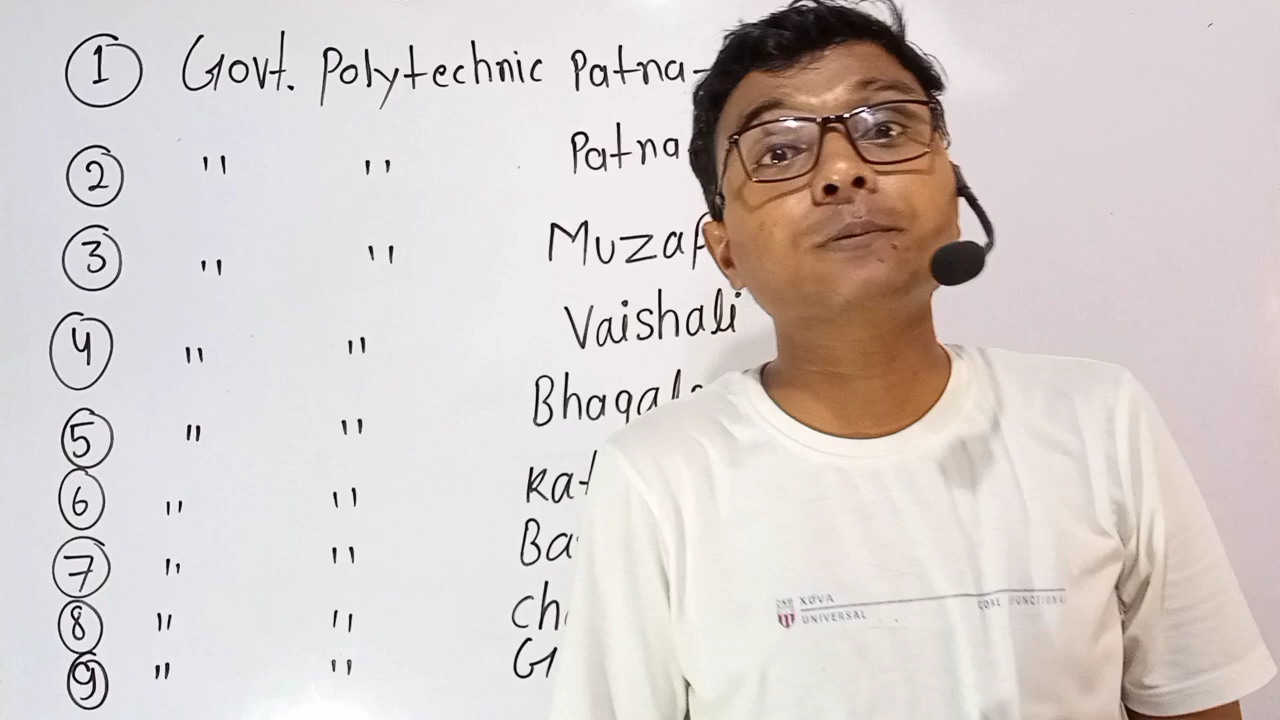 1 Govt. Polytechnic Patna-
2 " " Patna
3 " " Muzaf
4 " " Vaishali
5 " " Bhagal
6 " " Kat
7 " " Ba
8 " " Ch
9 " " G
XOVA
UNIVERSAL